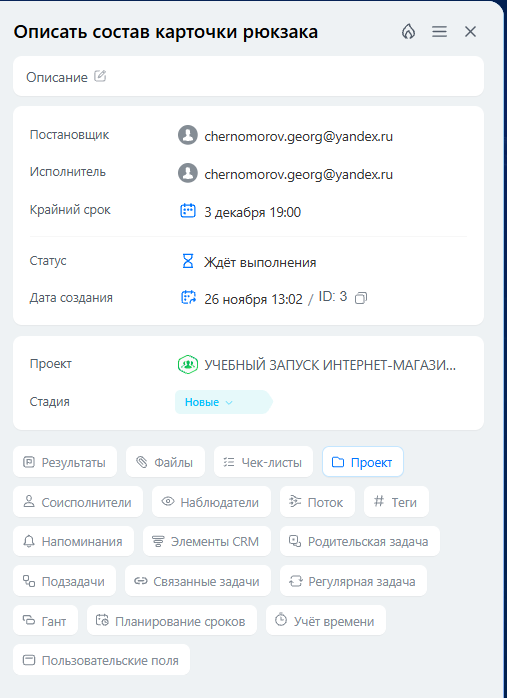 Описать состав карточки рюкзака
Описание
Постановщик chernomorov.georg@yandex.ru
Исполнитель chernomorov.georg@yandex.ru
Крайний срок 3 декабря 19:00
Статус Ждёт выполнения
Дата создания 26 ноября 13:02 / ID: 3
Проект УЧЕБНЫЙ ЗАПУСК ИНТЕРНЕТ-МАГАЗИ...
Стадия Новые
Результаты Файлы Чек-листы Проект
Соисполнители Наблюдатели Поток Теги
Напоминания Элементы CRM Родительская задача
Подзадачи Связанные задачи Регулярная задача
Гант Планирование сроков Учёт времени
Пользовательские поля